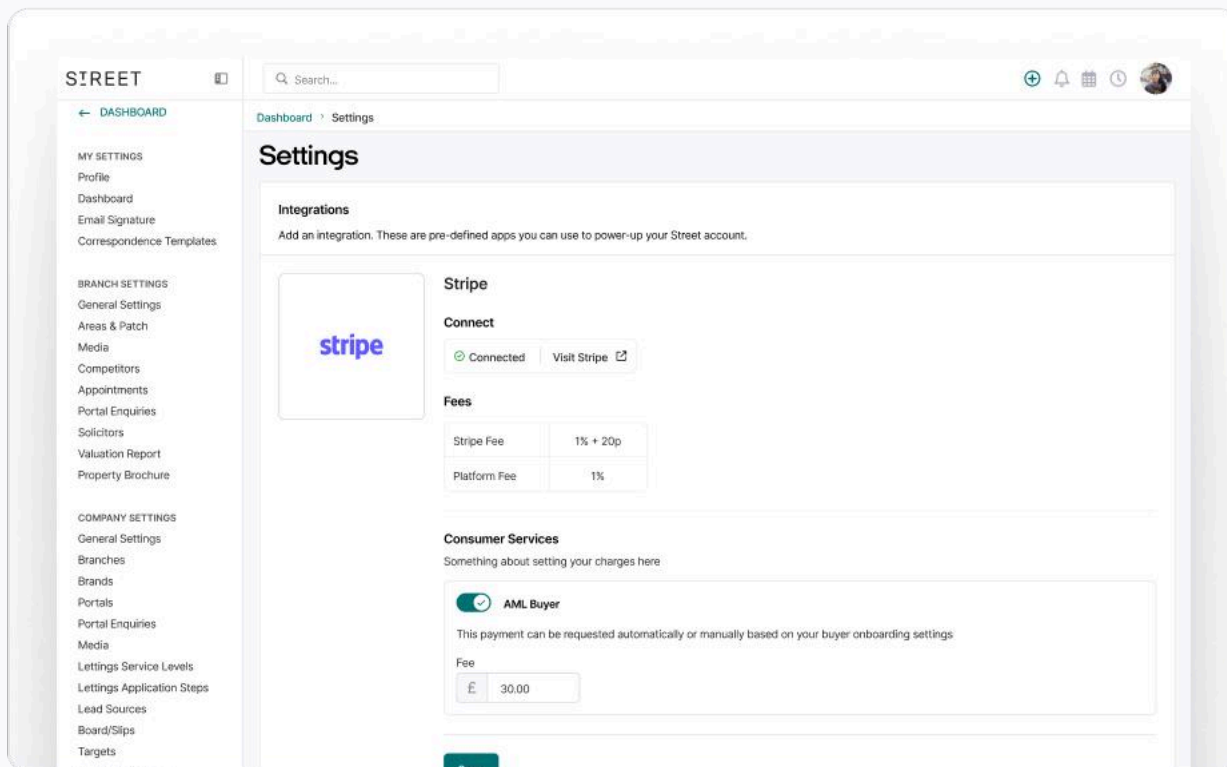 STREET
Search...
← DASHBOARD
MY SETTINGS
Profile
Dashboard
Email Signature
Correspondence Templates
BRANCH SETTINGS
General Settings
Areas & Patch
Media
Competitors
Appointments
Portal Enquiries
Solicitors
Valuation Report
Property Brochure
COMPANY SETTINGS
General Settings
Branches
Brands
Portals
Portal Enquiries
Media
Lettings Service Levels
Lettings Application Steps
Lead Sources
Board/Slips
Targets
Dashboard > Settings
Settings
Integrations
Add an integration. These are pre-defined apps you can use to power-up your Street account.
stripe
Stripe
Connect
Connected Visit Stripe
Fees
Stripe Fee 1% + 20p
Platform Fee 1%
Consumer Services
Something about setting your charges here
AML Buyer
This payment can be requested automatically or manually based on your buyer onboarding settings
Fee
£ 30.00